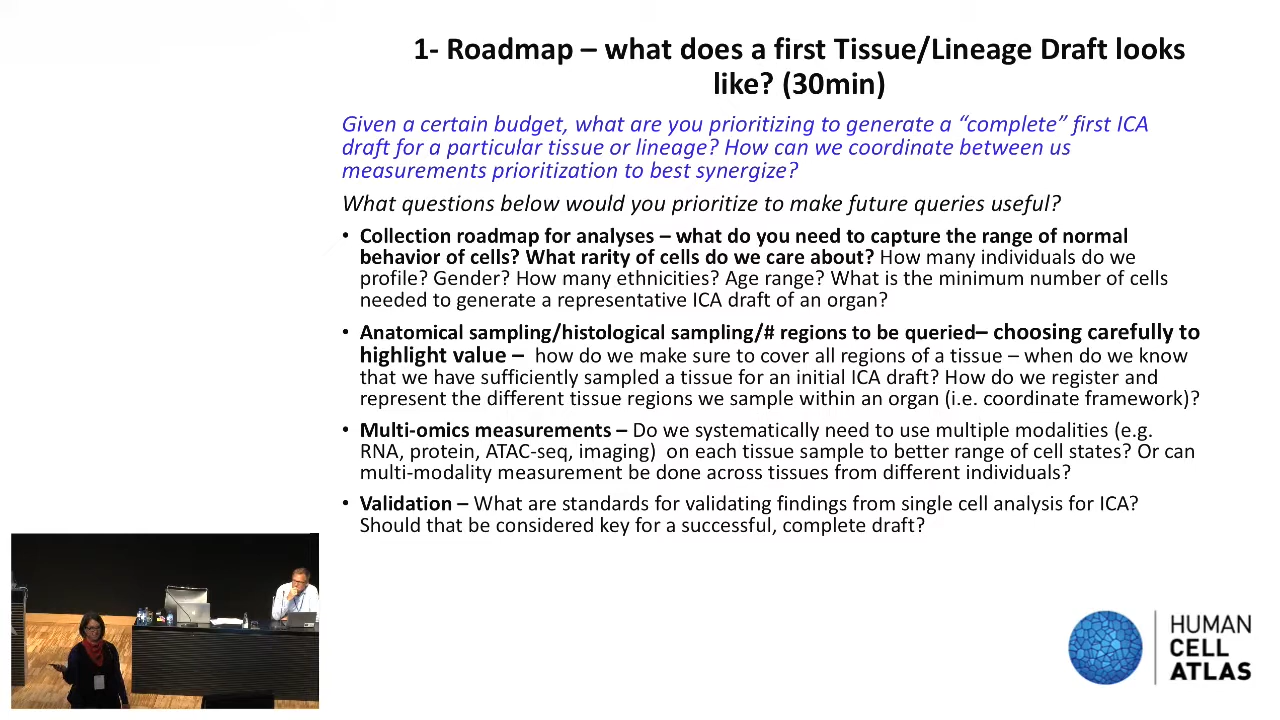 1- Roadmap – what does a first Tissue/Lineage Draft looks
like? (30min)
Given a certain budget, what are you prioritizing to generate a “complete” first ICA
draft for a particular tissue or lineage? How can we coordinate between us
measurements prioritization to best synergize?
What questions below would you prioritize to make future queries useful?
• Collection roadmap for analyses – what do you need to capture the range of normal
behavior of cells? What rarity of cells do we care about? How many individuals do we
profile? Gender? How many ethnicities? Age range? What is the minimum number of cells
needed to generate a representative ICA draft of an organ?
• Anatomical sampling/histological sampling/# regions to be queried– choosing carefully to
highlight value – how do we make sure to cover all regions of a tissue – when do we know
that we have sufficiently sampled a tissue for an initial ICA draft? How do we register and
represent the different tissue regions we sample within an organ (i.e. coordinate framework)?
• Multi-omics measurements – Do we systematically need to use multiple modalities (e.g.
RNA, protein, ATAC-seq, imaging) on each tissue sample to better range of cell states? Or can
multi-modality measurement be done across tissues from different individuals?
• Validation – What are standards for validating findings from single cell analysis for ICA?
Should that be considered key for a successful, complete draft?
HUMAN
CELL
ATLAS